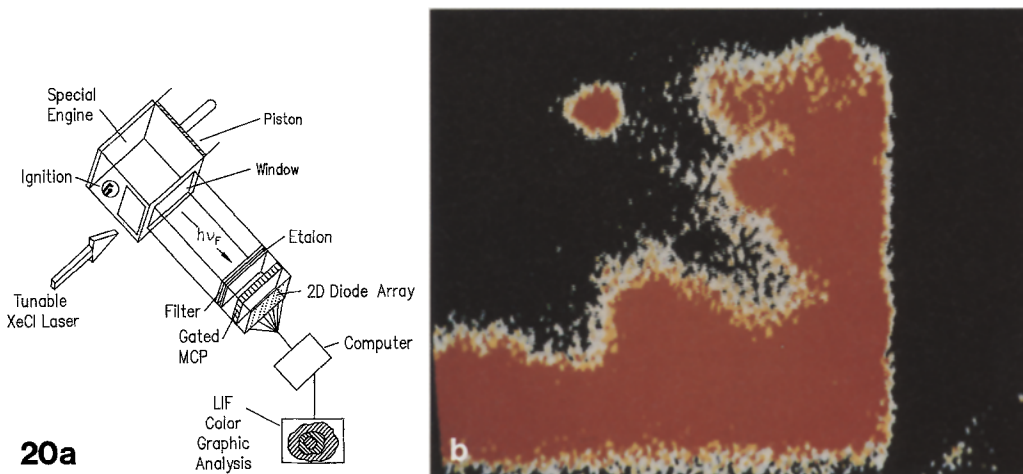 Special
Engine
Piston
Ignition
Window
hνF
Etalon
Tunable
XeCl Laser
Filter
2D Diode Array
Gated
MCP
Computer
LIF
Color
Graphic
Analysis
20a
b